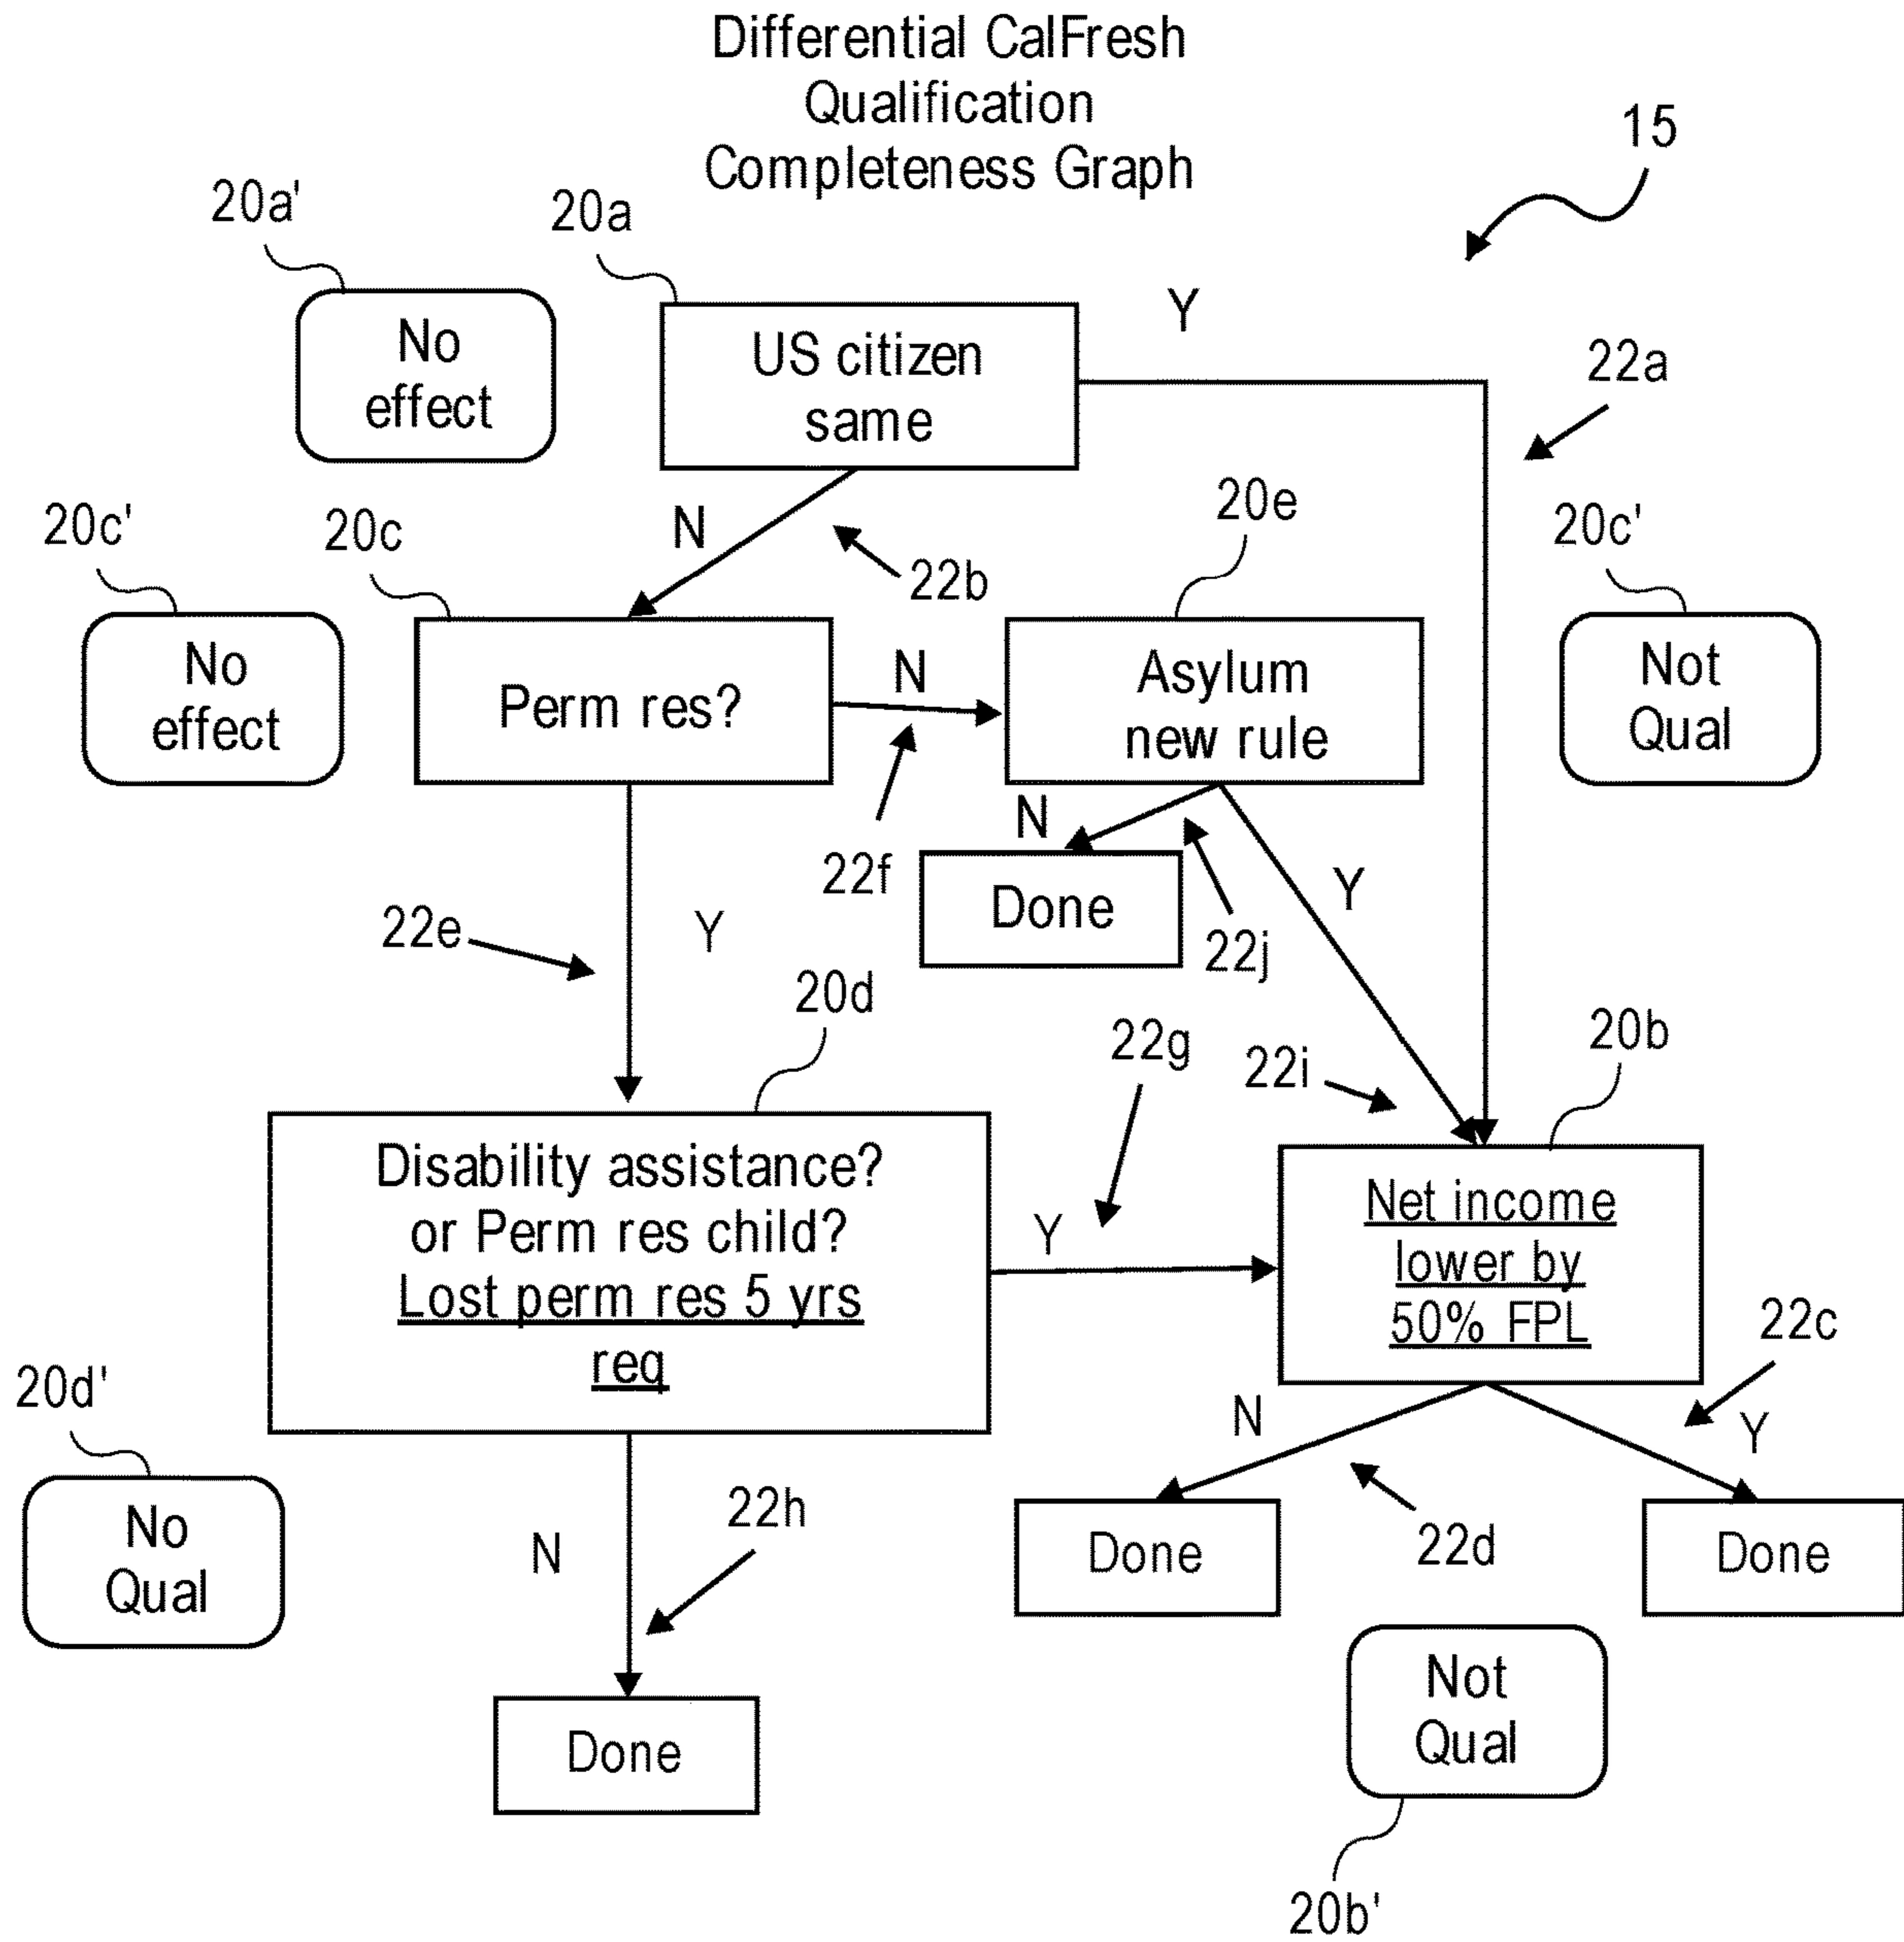 Differential CalFresh
Qualification
Completeness Graph
15
20a'
20a
No
effect
US citizen
same
Y
22a
20c'
20c
N
22b
20e
20c'
No
effect
Perm res?
N
Asylum
new rule
Not
Qual
22f
N
Done
22j
Y
22e
Y
20d
22g
22i
20b
Disability assistance?
or Perm res child?
Lost perm res 5 yrs
req
Y
Net income
lower by
50% FPL
22c
20d'
N
Y
No
Qual
N
22h
Done
22d
Done
Done
Not
Qual
20b'